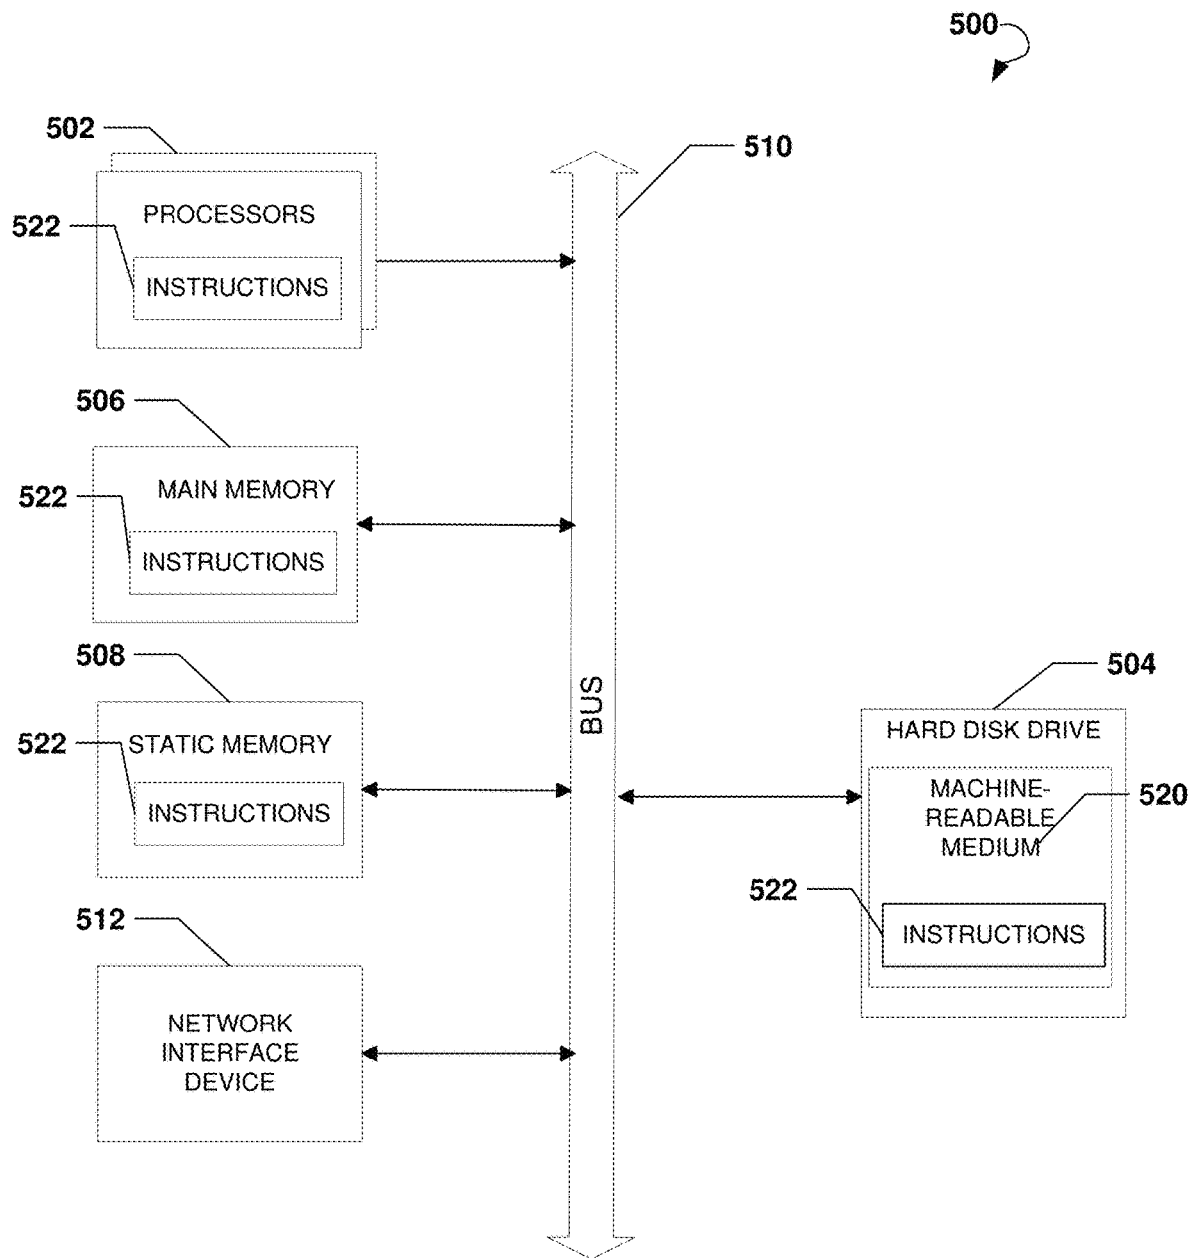 500
502
510
PROCESSORS
522
INSTRUCTIONS
506
MAIN MEMORY
522
INSTRUCTIONS
508
STATIC MEMORY
522
INSTRUCTIONS
BUS
504
HARD DISK DRIVE
MACHINE-
READABLE
MEDIUM
520
522
INSTRUCTIONS
512
NETWORK
INTERFACE
DEVICE